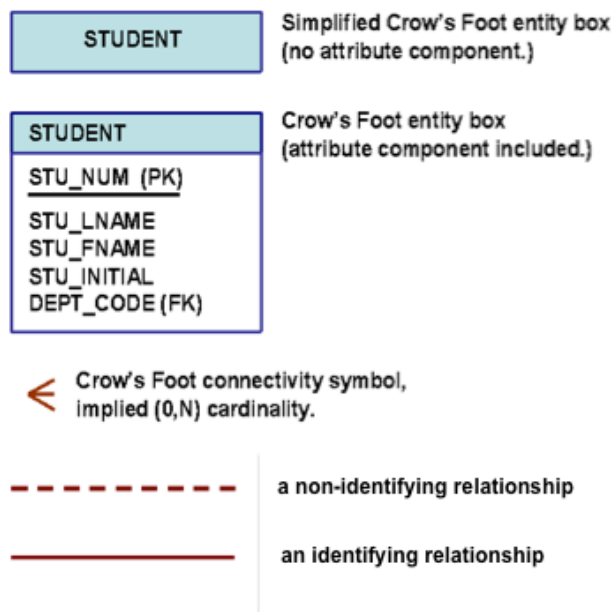 STUDENT
Simplified Crow's Foot entity box
(no attribute component.)
STUDENT
STU_NUM (PK)
STU_LNAME
STU_FNAME
STU_INITIAL
DEPT_CODE (FK)
Crow's Foot entity box
(attribute component included.)
Crow's Foot connectivity symbol,
implied (0,N) cardinality.
a non-identifying relationship
an identifying relationship